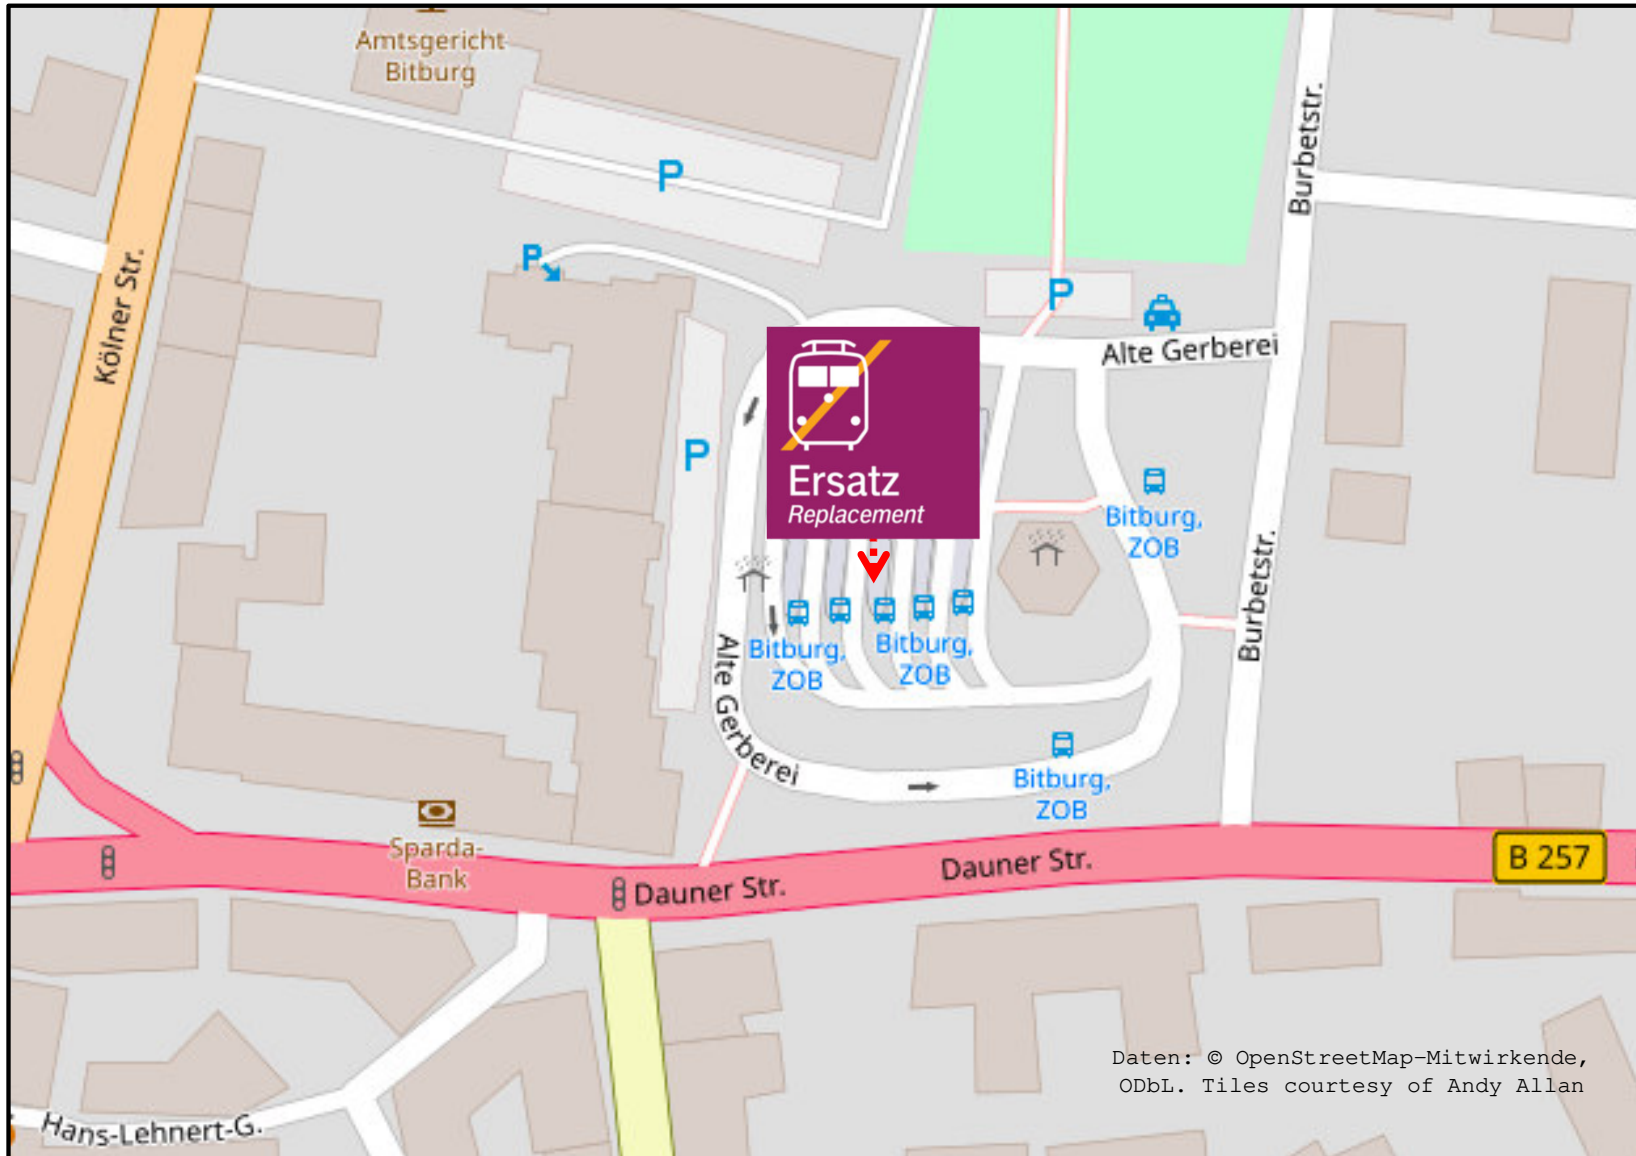 Amtsgericht
Bitburg
P
P
P
P
Kölner Str.
Burbetstr.
Alte Gerberei
Ersatz
Replacement
Bitburg,
ZOB
Bitburg,
ZOB
Bitburg,
ZOB
Burbetstr.
Alte Gerberei
Bitburg,
ZOB
Sparda-
Bank
Dauner Str.
Dauner Str.
B 257
Daten: © OpenStreetMap-Mitwirkende,
ODbL. Tiles courtesy of Andy Allan
Hans-Lehnert-G.